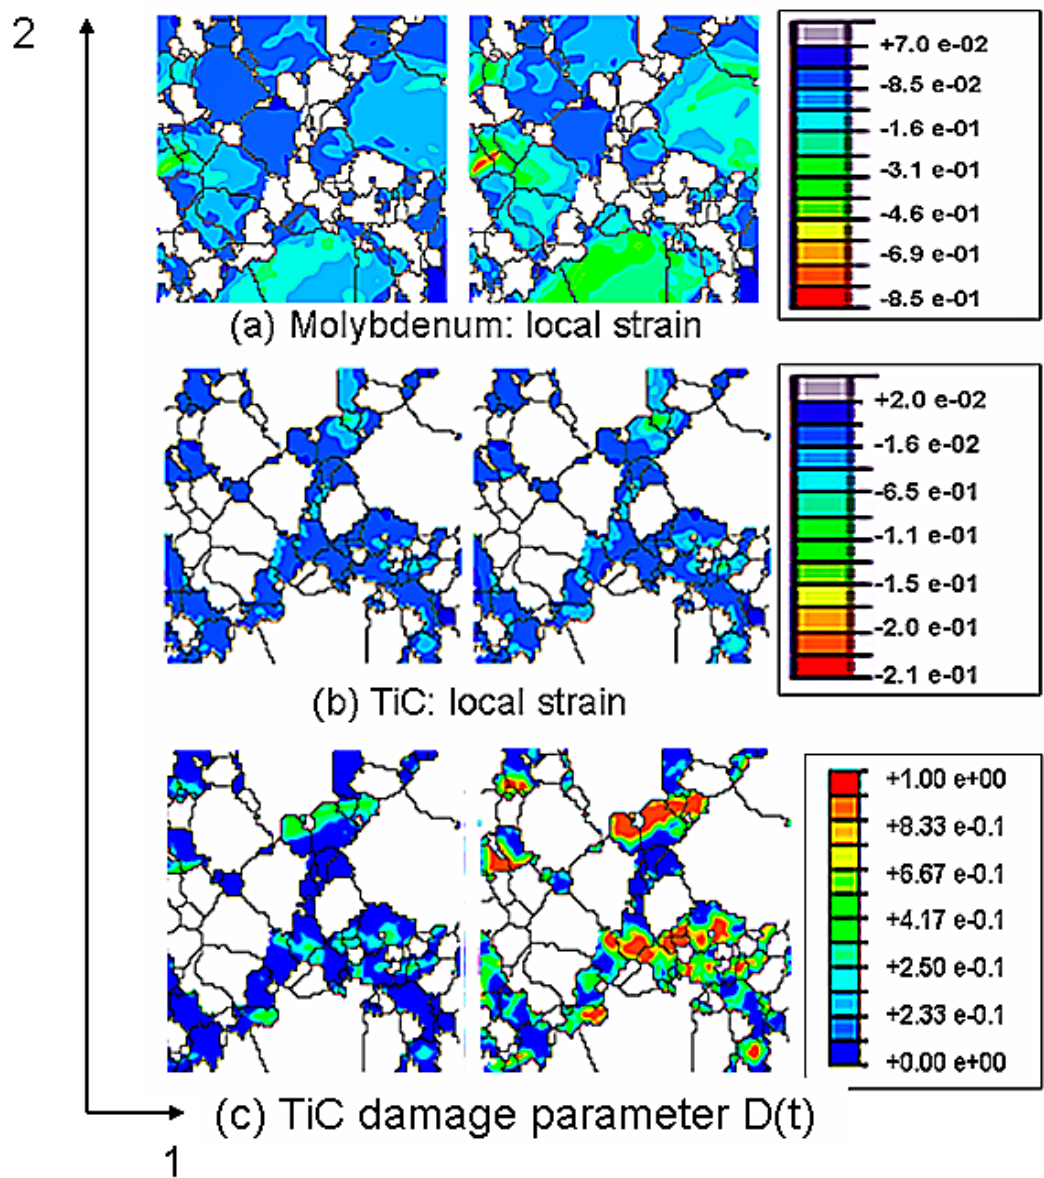 2
+7.0 e-02
-8.5 e-02
-1.6 e-01
-3.1 e-01
-4.6 e-01
-6.9 e-01
-8.5 e-01
(a) Molybdenum: local strain
+2.0 e-02
-1.6 e-02
-6.5 e-01
-1.1 e-01
-1.5 e-01
-2.0 e-01
-2.1 e-01
(b) TiC: local strain
+1.00 e+00
+8.33 e-0.1
+6.67 e-0.1
+4.17 e-0.1
+2.50 e-0.1
+2.33 e-0.1
+0.00 e+00
(c) TiC damage parameter D(t)
1